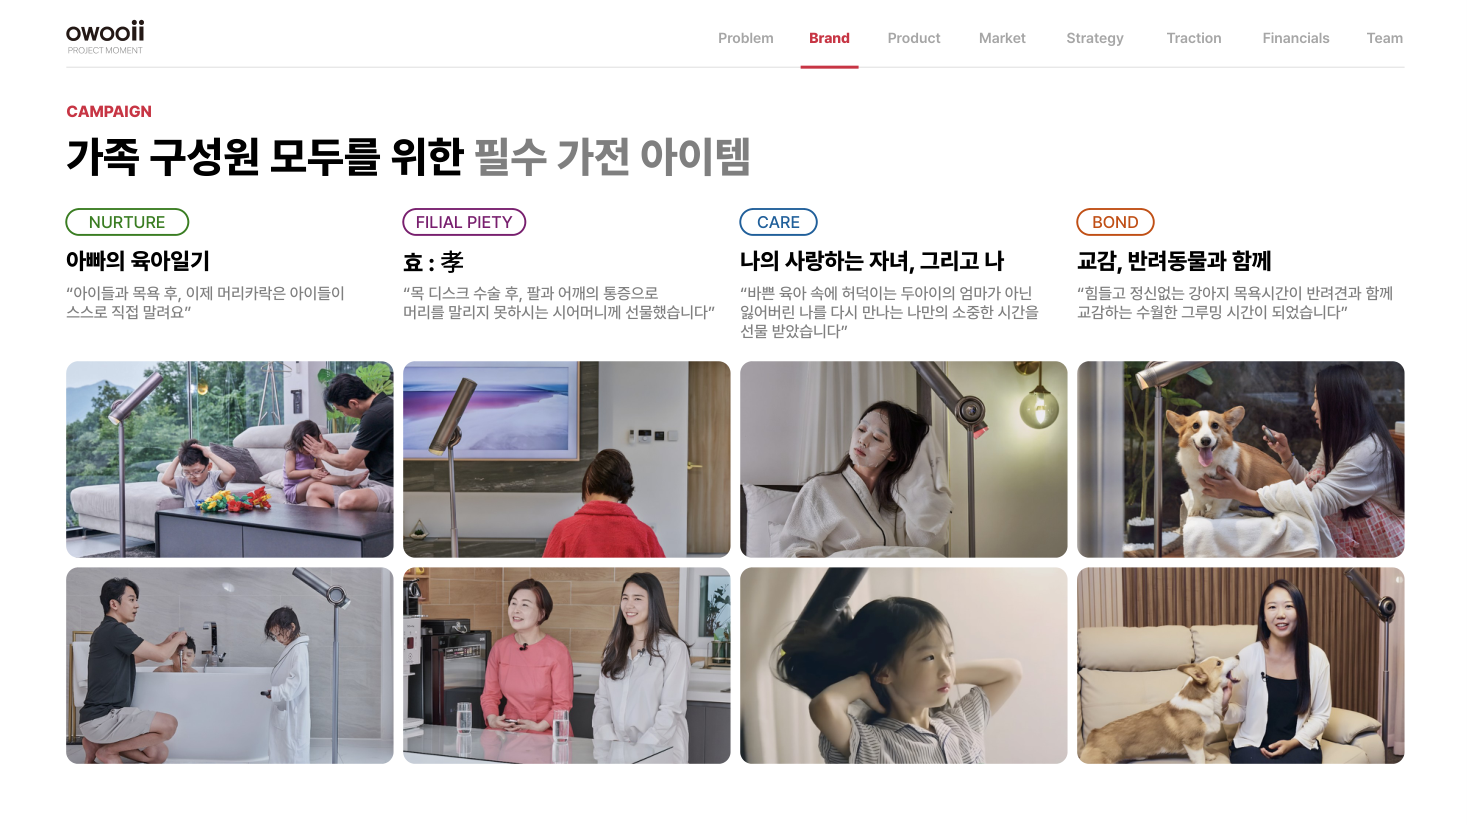 owooii
PROJECT MOMENT
Problem
Brand
Product
Market
Strategy
Traction
Financials
Team
CAMPAIGN
가족 구성원 모두를 위한 필수 가전 아이템
NURTURE
아빠의 육아일기
“아이들과 목욕 후, 이제 머리카락은 아이들이
스스로 직접 말려요”
FILIAL PIETY
효 : 孝
“목 디스크 수술 후, 팔과 어깨의 통증으로
머리를 말리지 못하시는 시어머니께 선물했습니다”
CARE
나의 사랑하는 자녀, 그리고 나
“바쁜 육아 속에 허덕이는 두아이의 엄마가 아닌
잃어버린 나를 다시 만나는 나만의 소중한 시간을
선물 받았습니다”
BOND
교감, 반려동물과 함께
“힘들고 정신없는 강아지 목욕시간이 반려견과 함께
교감하는 수월한 그루밍 시간이 되었습니다”